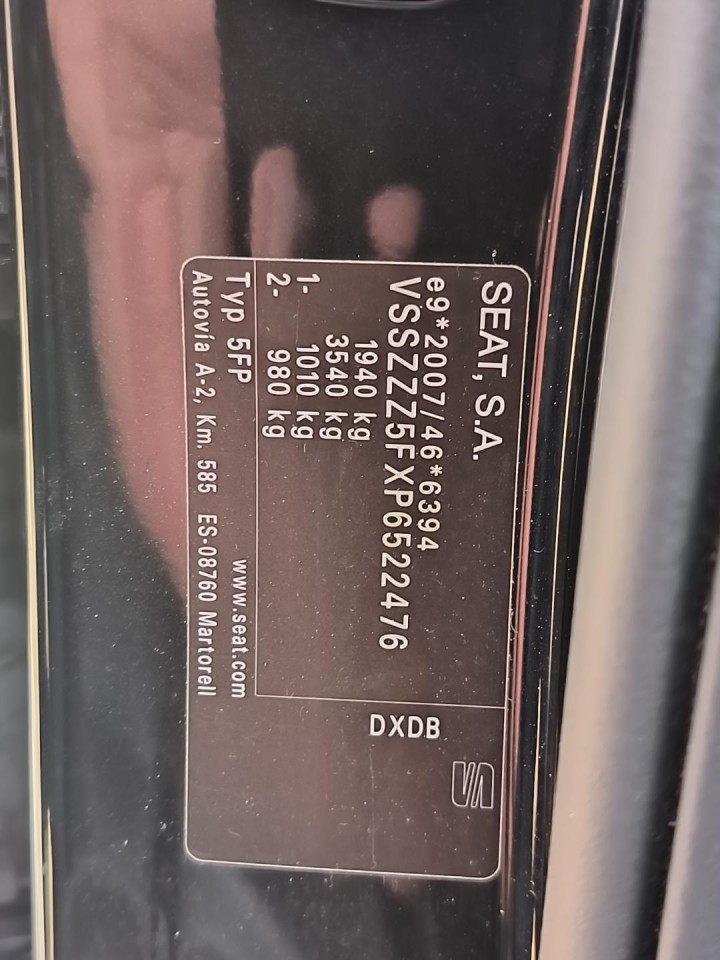 SEAT, S.A.
e9*2007/46*6394
VSSZZZ5FXP6522476
1940 kg
3540 kg
1- 1010 kg
2- 980 kg
DXDB
Typ 5FP www.seat.com
Autovía A-2, Km. 585 ES-08760 Martorell